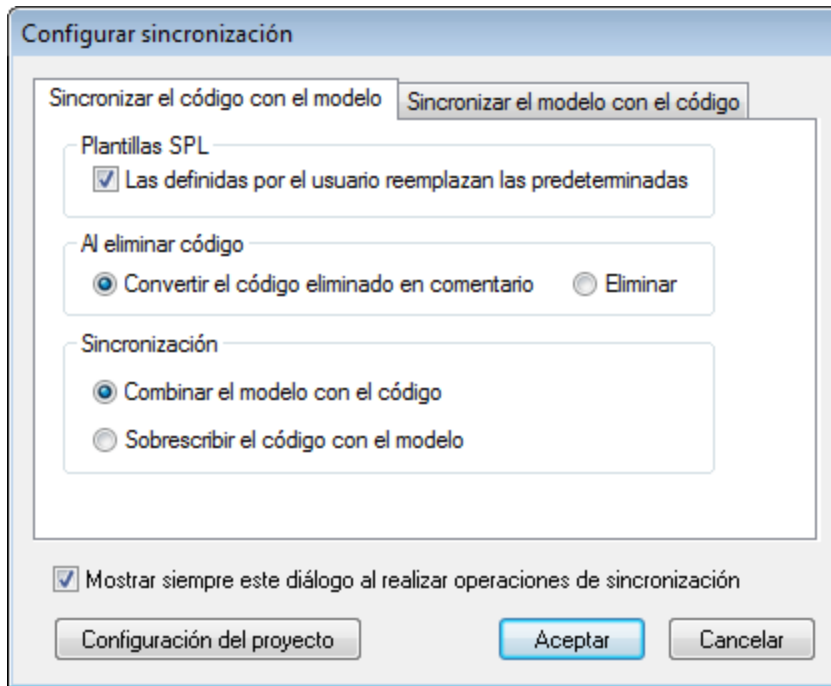 Configurar sincronización
Sincronizar el código con el modelo
Sincronizar el modelo con el código
Plantillas SPL
Las definidas por el usuario reemplazan las predeterminadas
Al eliminar código
Convertir el código eliminado en comentario
Eliminar
Sincronización
Combinar el modelo con el código
Sobrescribir el código con el modelo
Mostrar siempre este diálogo al realizar operaciones de sincronización
Configuración del proyecto
Aceptar
Cancelar